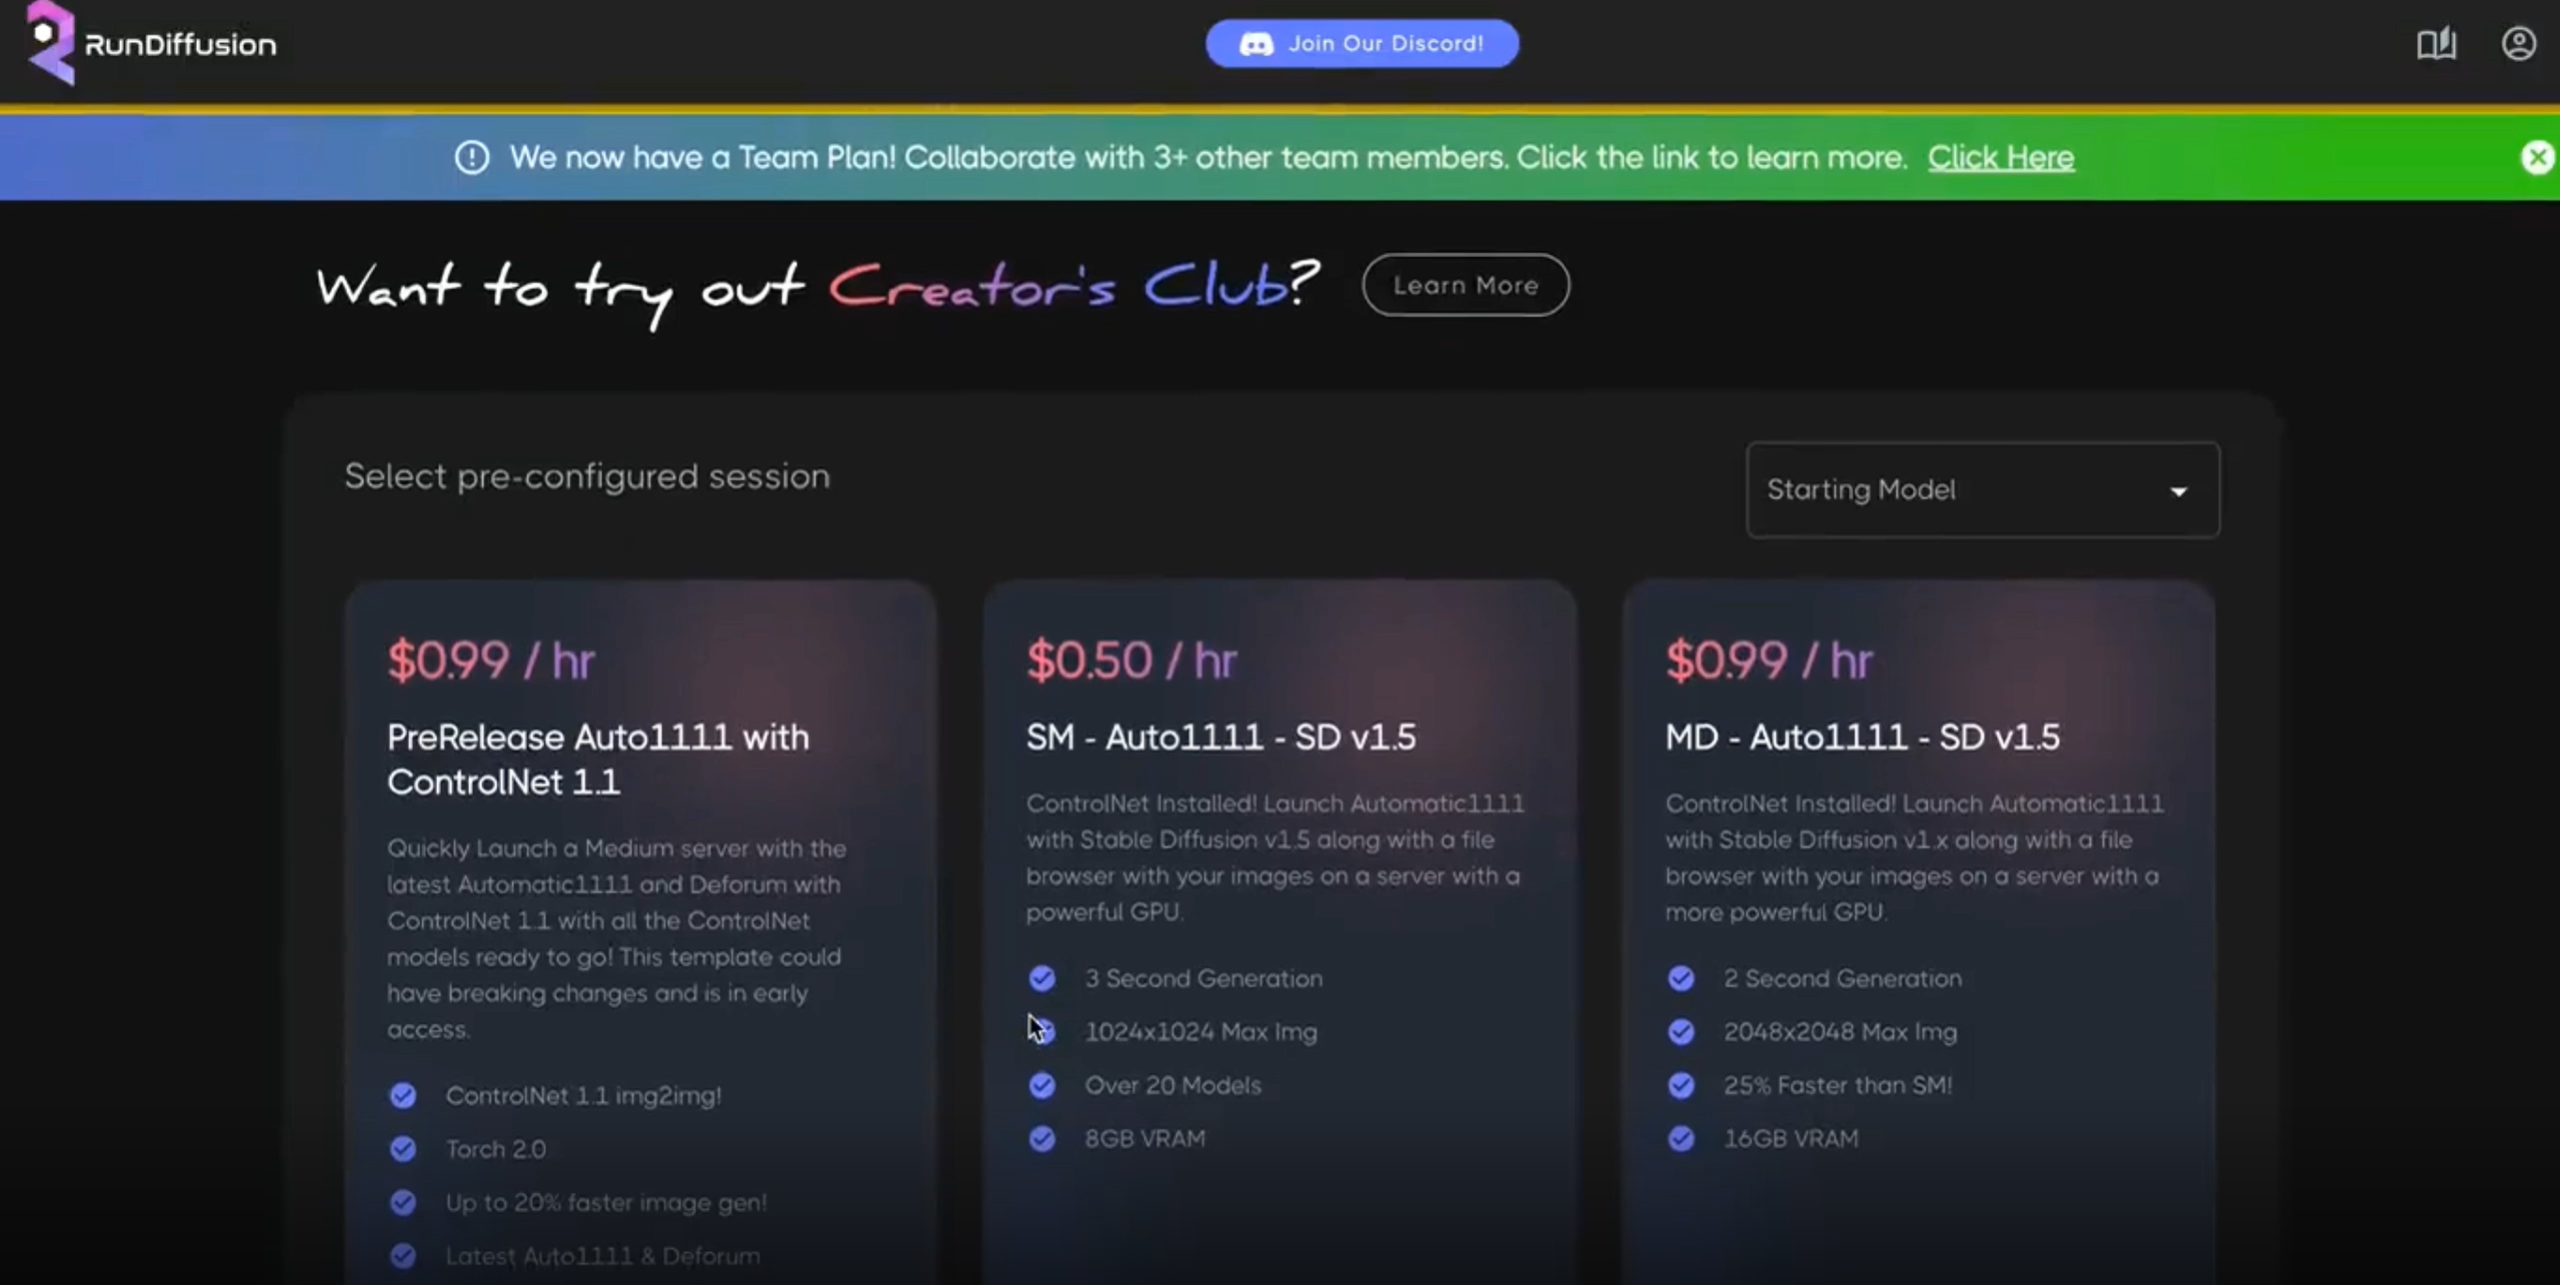 RunDiffusion
Join Our Discord!
We now have a Team Plan! Collaborate with 3+ other team members. Click the link to learn more. Click Here
Want to try out Creator's Club?
Learn More
Select pre-configured session
Starting Model
$0.99 / hr
PreRelease Auto1111 with
ControlNet 1.1
Quickly Launch a Medium server with the
latest Automatic1111 and Deforum with
ControlNet 1.1 with all the ControlNet
models ready to go! This template could
have breaking changes and is in early
access.
ControlNet 1.1 img2img!
Torch 2.0
Up to 20% faster image gen!
Latest Auto1111 & Deforum
$0.50 / hr
SM - Auto1111 - SD v1.5
ControlNet Installed! Launch Automatic1111
with Stable Diffusion v1.5 along with a file
browser with your images on a server with a
powerful GPU.
3 Second Generation
1024x1024 Max Img
Over 20 Models
8GB VRAM
$0.99 / hr
MD - Auto1111 - SD v1.5
ControlNet Installed! Launch Automatic1111
with Stable Diffusion v1.x along with a file
browser with your images on a server with a
more powerful GPU.
2 Second Generation
2048x2048 Max Img
25% Faster than SM!
16GB VRAM